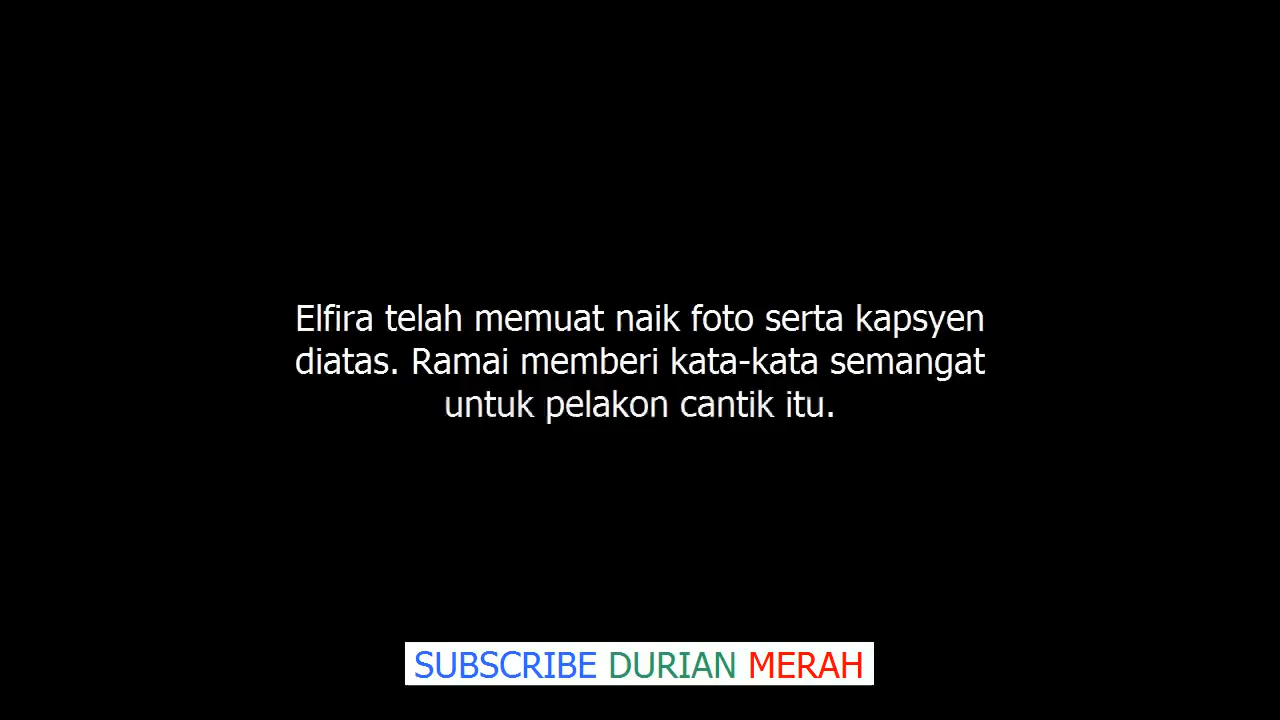 Elfira telah memuat naik foto serta kapsyen
diatas. Ramai memberi kata-kata semangat
untuk pelakon cantik itu.
SUBSCRIBE DURIAN MERAH